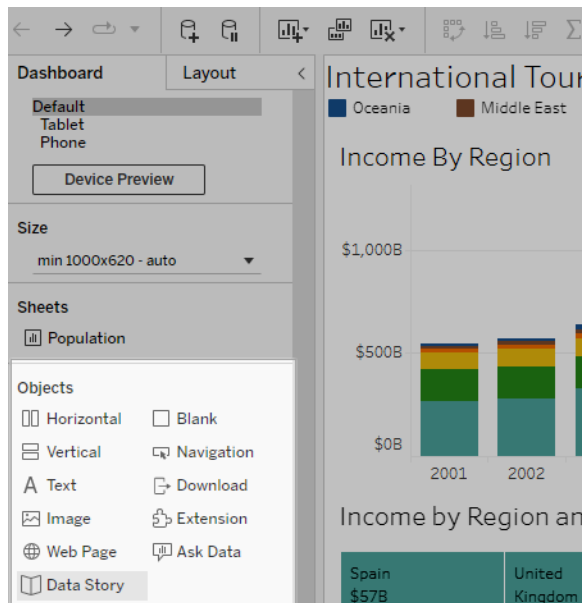 Dashboard
Layout
Default
Tablet
Phone
Device Preview
Size
min 1000x620 - auto
Sheets
Population
Objects
Horizontal
Blank
Vertical
Navigation
Text
Download
Image
Extension
Web Page
Ask Data
Data Story
International Tour
Oceania
Middle East
Income By Region
$1,000B
$500B
$0B
2001
2002
Income by Region an
Spain
$57B
United
Kingdom